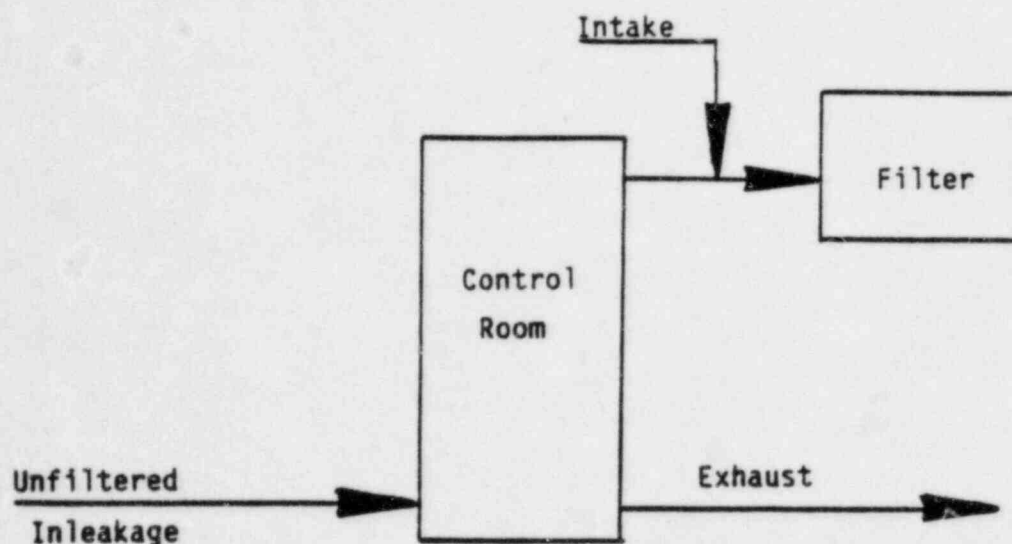 Intake
Filter
Control
Room
Unfiltered
Inleakage
Exhaust